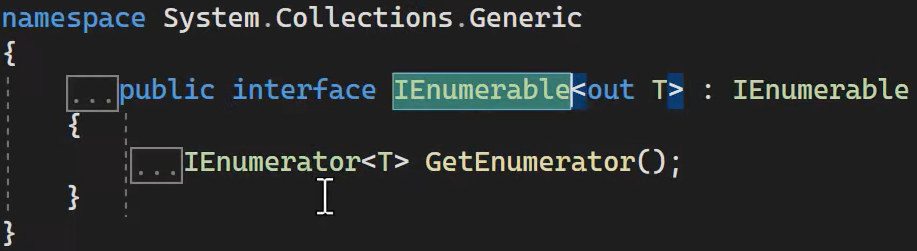 namespace System.Collections.Generic
{
...public interface IEnumerable<out T> : IEnumerable
{
...IEnumerator<T> GetEnumerator();
}
}